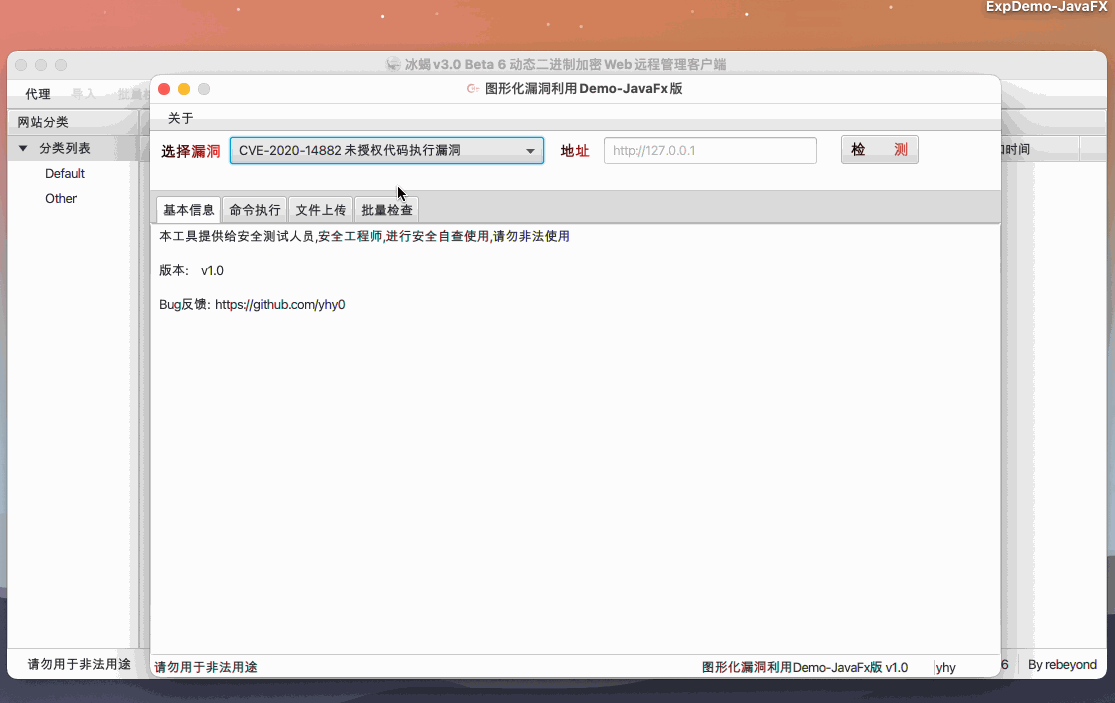 ExpDemo-JavaFX
冰蝎 v3.0 Beta 6 动态二进制加密Web远程管理客户端
代理 导入
网站分类
分类列表
Default
Other
图形化漏洞利用Demo-JavaFx版
关于
选择漏洞 CVE-2020-14882 未授权代码执行漏洞 地址 http://127.0.0.1 检 测
时间
基本信息 命令执行 文件上传 批量检查
本工具提供给安全测试人员,安全工程师,进行安全自查使用,请勿非法使用
版本: v1.0
Bug反馈: https://github.com/yhy0
请勿用于非法用途
请勿用于非法用途 图形化漏洞利用Demo-JavaFx版 v1.0 yhy
6 By rebeyond